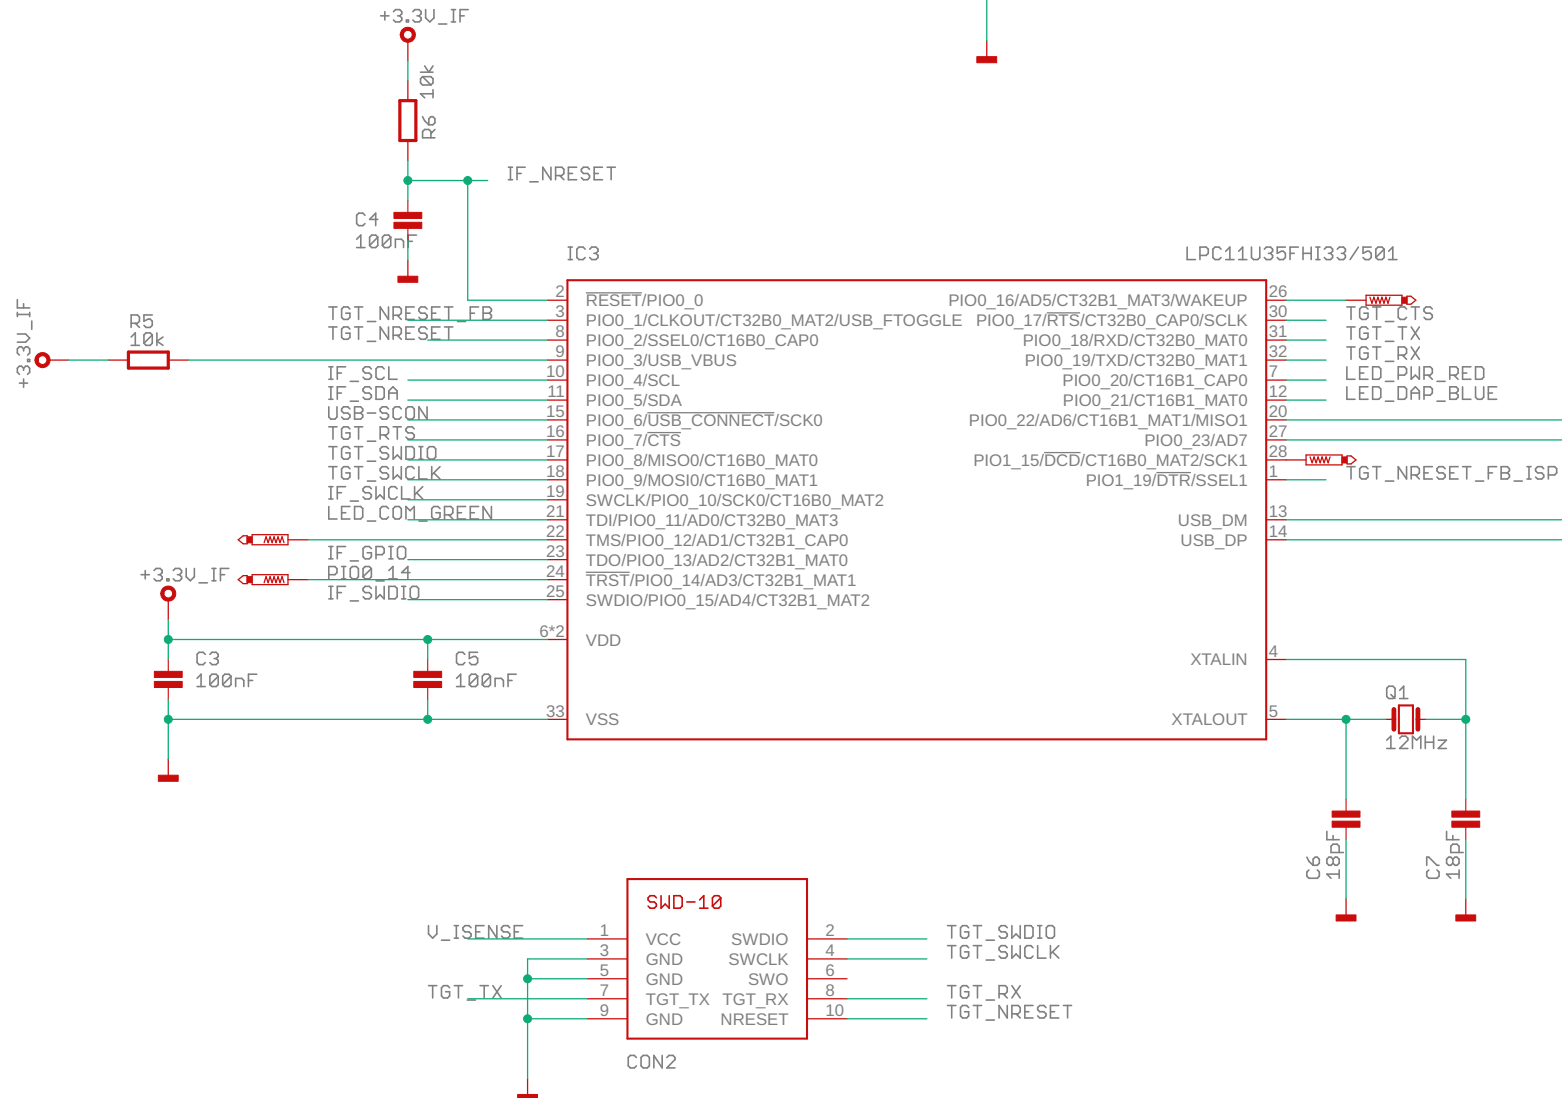 +3.3V_IF
10k
R6
IF_NRESET
C4
100nF
IC3
LPC11U35FHI33/501
+3.3V_IF
R5
10k
TGT_NRESET_FB
TGT_NRESET
IF_SCL
IF_SDA
USB-SCON
TGT_RTS
TGT_SWDIO
TGT_SWCLK
IF_SWCLK
LED_COM_GREEN
IF_GPIO
PIO0_14
IF_SWDIO
2 RESET/PIO0_0
3 PIO0_1/CLKOUT/CT32B0_MAT2/USB_FTOGGLE
8 PIO0_2/SSEL0/CT16B0_CAP0
9 PIO0_3/USB_VBUS
10 PIO0_4/SCL
11 PIO0_5/SDA
15 PIO0_6/USB_CONNECT/SCK0
16 PIO0_7/CTS
17 PIO0_8/MISO0/CT16B0_MAT0
18 PIO0_9/MOSI0/CT16B0_MAT1
19 SWCLK/PIO0_10/SCK0/CT16B0_MAT2
21 TDI/PIO0_11/AD0/CT32B0_MAT3
22 TMS/PIO0_12/AD1/CT32B1_CAP0
23 TDO/PIO0_13/AD2/CT32B1_MAT0
24 TRST/PIO0_14/AD3/CT32B1_MAT1
25 SWDIO/PIO0_15/AD4/CT32B1_MAT2
6*2 VDD
33 VSS
PIO0_16/AD5/CT32B1_MAT3/WAKEUP 26
PIO0_17/RTS/CT32B0_CAP0/SCLK 30
PIO0_18/RXD/CT32B0_MAT0 31
PIO0_19/TXD/CT32B0_MAT1 32
PIO0_20/CT16B1_CAP0 7
PIO0_21/CT16B1_MAT0 12
PIO0_22/AD6/CT16B1_MAT1/MISO1 20
PIO0_23/AD7 27
PIO1_15/DCD/CT16B0_MAT2/SCK1 28
PIO1_19/DTR/SSEL1 1
USB_DM 13
USB_DP 14
XTALIN 4
XTALOUT 5
TGT_CTS
TGT_TX
TGT_RX
LED_PWR_RED
LED_DAP_BLUE
TGT_NRESET_FB_ISP
+3.3V_IF
C3
100nF
C5
100nF
Q1
12MHz
C6
18pF
C7
18pF
SWD-10
V_ISENSE 1 VCC SWDIO 2 TGT_SWDIO
3 GND SWCLK 4 TGT_SWCLK
5 GND SWO 6
TGT_TX 7 TGT_TX TGT_RX 8 TGT_RX
9 GND NRESET 10 TGT_NRESET
CON2